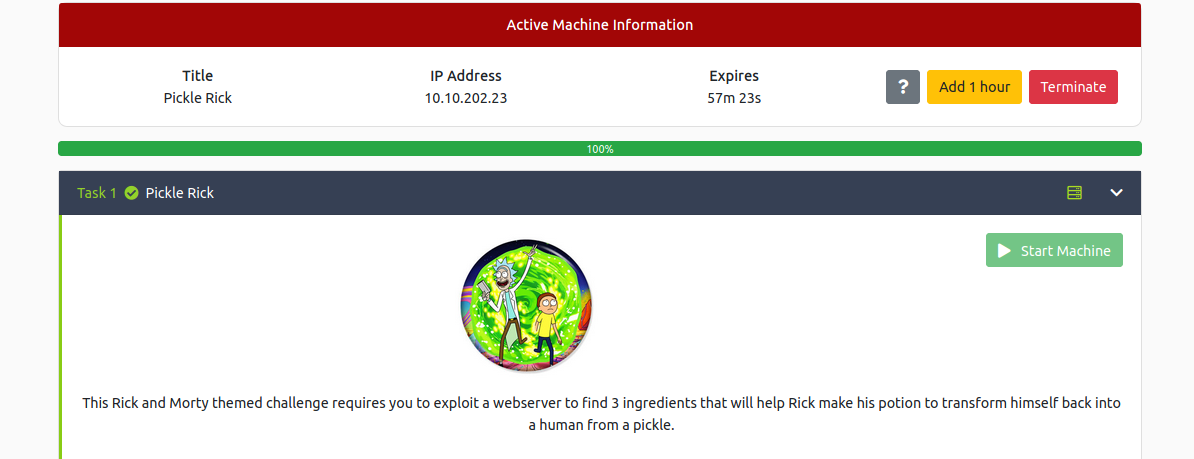 Active Machine Information
Title IP Address Expires
Pickle Rick 10.10.202.23 57m 23s
? Add 1 hour Terminate
100%
Task 1 Pickle Rick
Start Machine
This Rick and Morty themed challenge requires you to exploit a webserver to find 3 ingredients that will help Rick make his potion to transform himself back into
a human from a pickle.